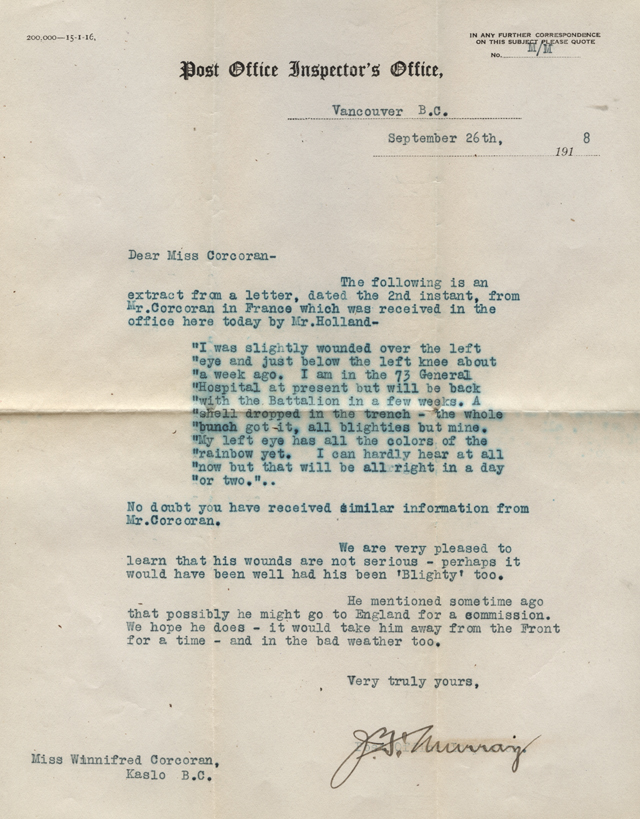 200,000—15-1-16.
IN ANY FURTHER CORRESPONDENCE
ON THIS SUBJECT PLEASE QUOTE
No. M/M
Post Office Inspector's Office,
Vancouver B.C.
September 26th, 1918
Dear Miss Corcoran-
The following is an
extract from a letter, dated the 2nd instant, from
Mr.Corcoran in France which was received in the
office here today by Mr.Holland-
"I was slightly wounded over the left
"eye and just below the left knee about
"a week ago. I am in the 73 General
"Hospital at present but will be back
"with the Battalion in a few weeks. A
"shell dropped in the trench - the whole
"bunch got it, all blighties but mine.
"My left eye has all the colors of the
"rainbow yet. I can hardly hear at all
"now but that will be all right in a day
"or two."..
No doubt you have received similar information from
Mr.Corcoran.
We are very pleased to
learn that his wounds are not serious - perhaps it
would have been well had his been 'Blighty' too.
He mentioned sometime ago
that possibly he might go to England for a commission.
We hope he does - it would take him away from the Front
for a time - and in the bad weather too.
Very truly yours,
J.F. Murray
Miss Winnifred Corcoran,
Kaslo B.C.